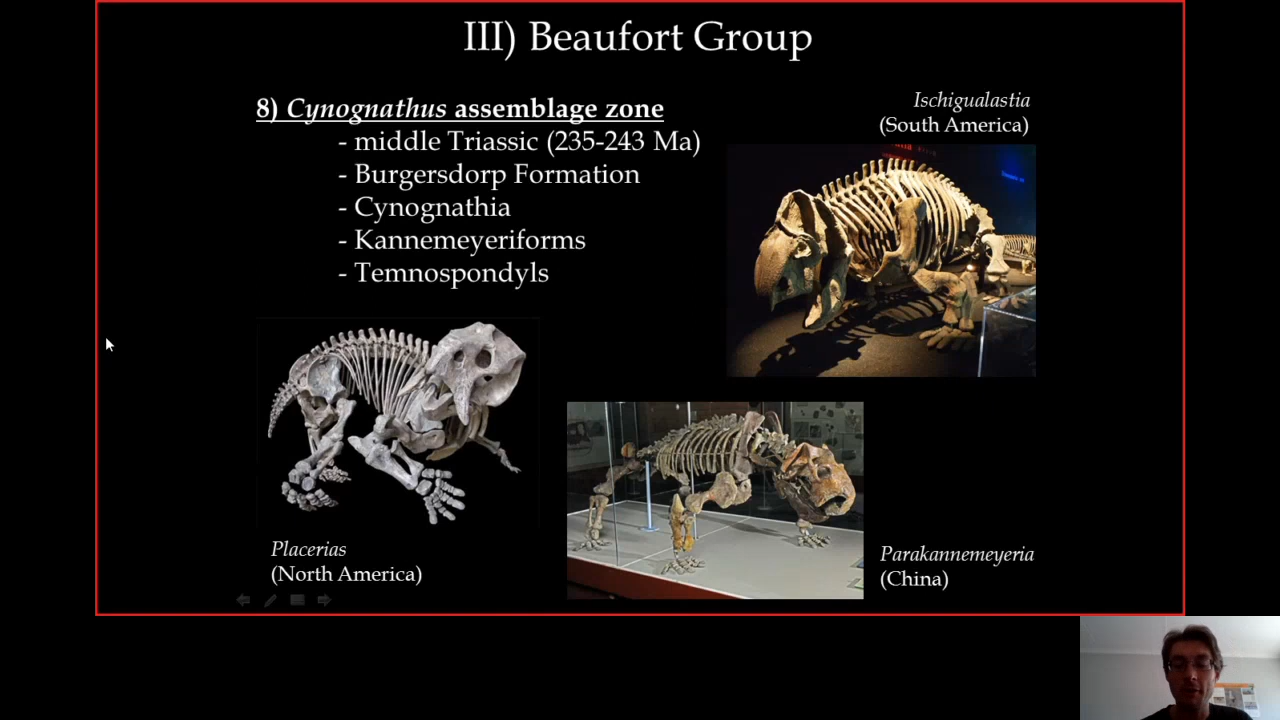 III) Beaufort Group
8) Cynognathus assemblage zone
- middle Triassic (235-243 Ma)
- Burgersdorp Formation
- Cynognathia
- Kannemeyeriforms
- Temnospondyls
Ischigualastia
(South America)
Placerias
(North America)
Parakannemeyeria
(China)